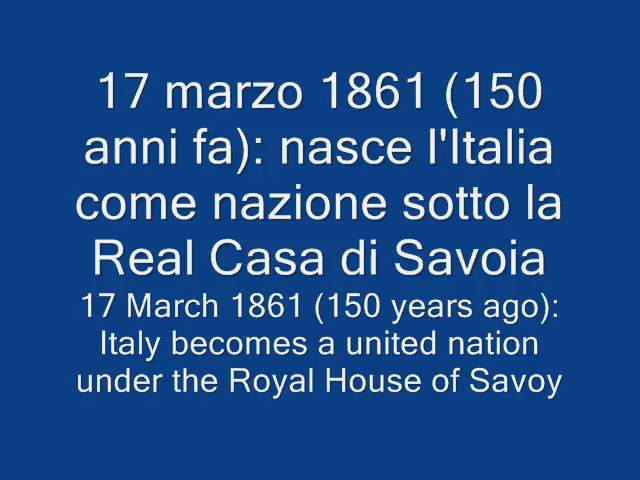 17 marzo 1861 (150
anni fa): nasce l'Italia
come nazione sotto la
Real Casa di Savoia
17 March 1861 (150 years ago):
Italy becomes a united nation
under the Royal House of Savoy